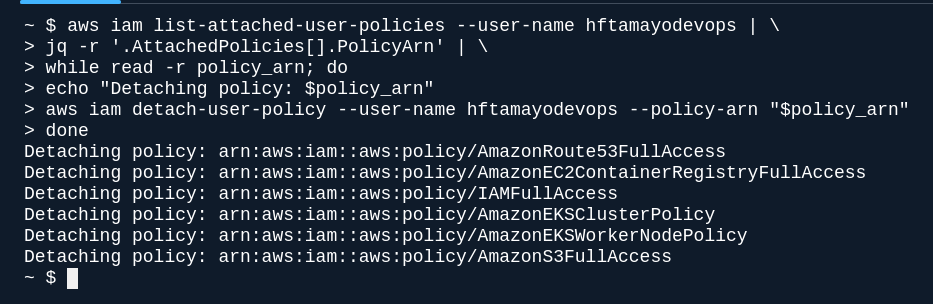 ~ $ aws iam list-attached-user-policies --user-name hftamayodevops | \
> jq -r '.AttachedPolicies[].PolicyArn' | \
> while read -r policy_arn; do
> echo "Detaching policy: $policy_arn"
> aws iam detach-user-policy --user-name hftamayodevops --policy-arn "$policy_arn"
> done
Detaching policy: arn:aws:iam::aws:policy/AmazonRoute53FullAccess
Detaching policy: arn:aws:iam::aws:policy/AmazonEC2ContainerRegistryFullAccess
Detaching policy: arn:aws:iam::aws:policy/IAMFullAccess
Detaching policy: arn:aws:iam::aws:policy/AmazonEKSClusterPolicy
Detaching policy: arn:aws:iam::aws:policy/AmazonEKSWorkerNodePolicy
Detaching policy: arn:aws:iam::aws:policy/AmazonS3FullAccess
~ $